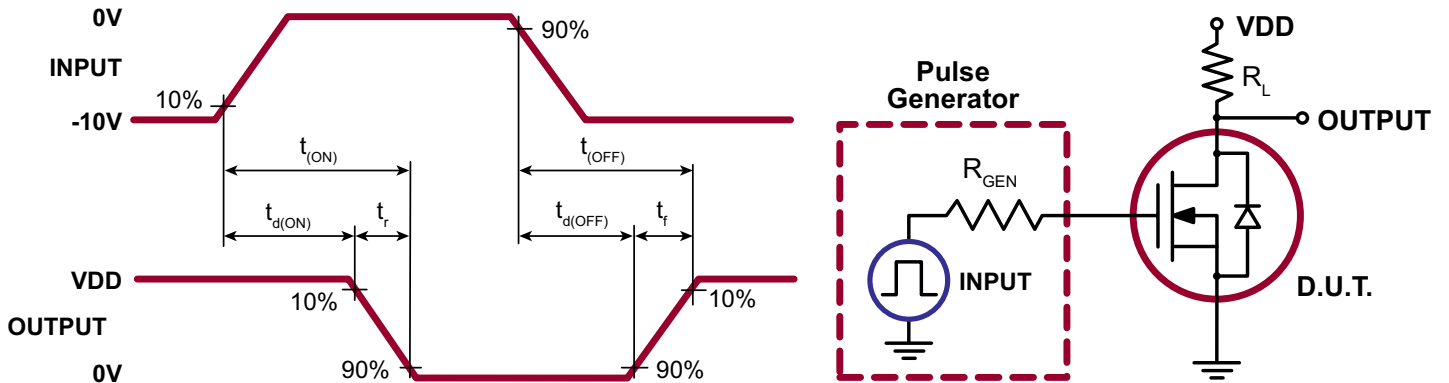 0V
INPUT
-10V
10%
90%
t(ON)
t(OFF)
td(ON)
tr
td(OFF)
tf
VDD
OUTPUT
0V
10%
90%
10%
90%
Pulse
Generator
RGEN
INPUT
VDD
RL
OUTPUT
D.U.T.